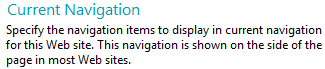 Current Navigation
Specify the navigation items to display in current navigation
for this Web site. This navigation is shown on the side of the
page in most Web sites.